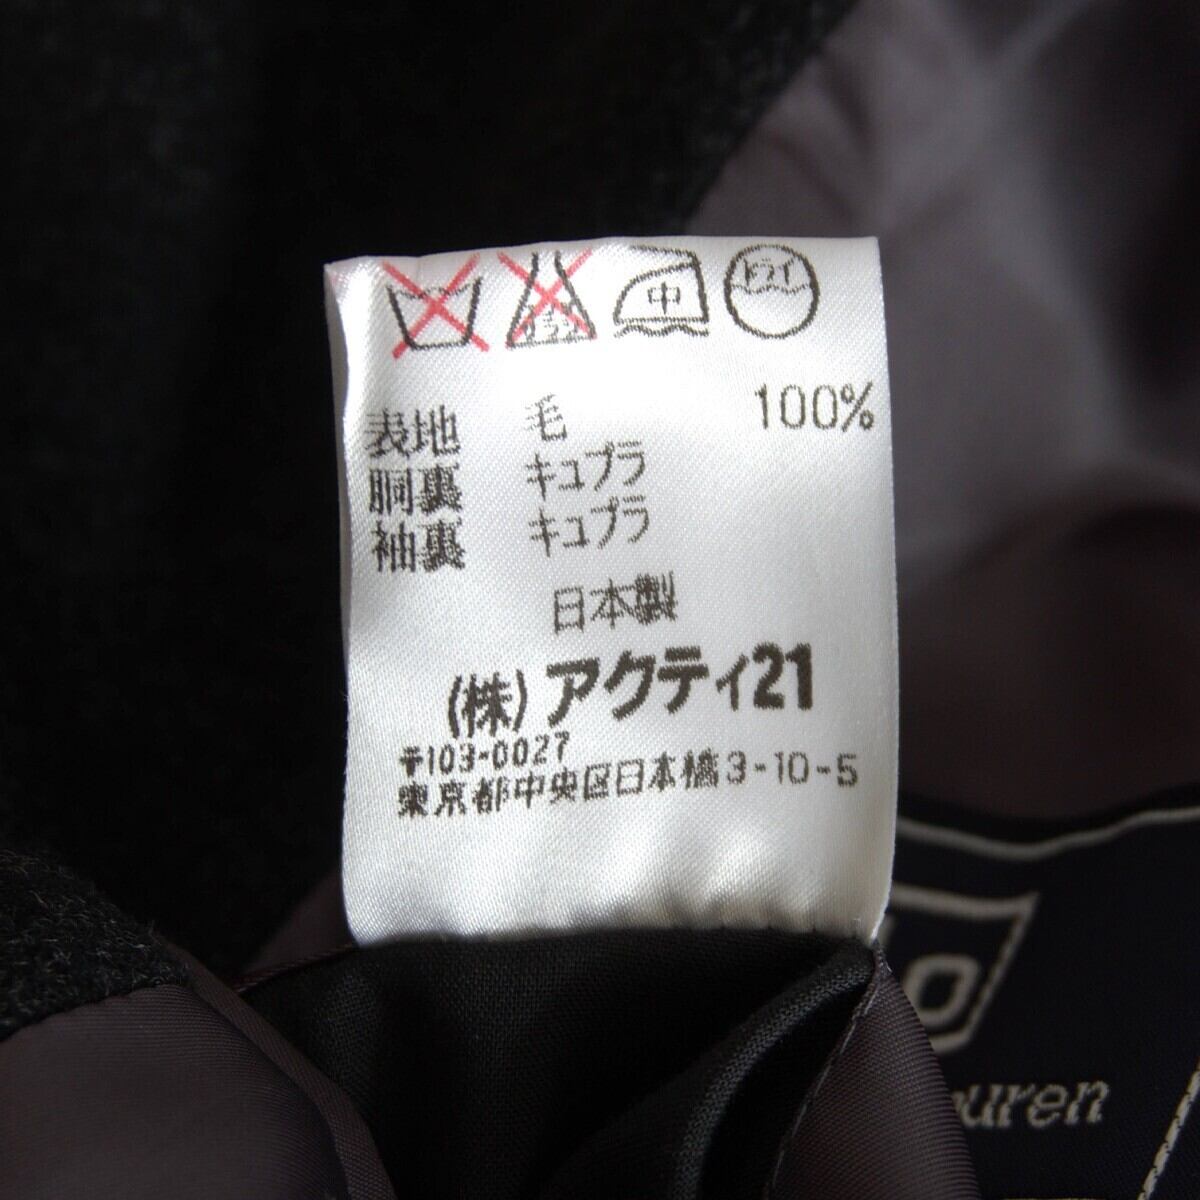 中 ドライ
表地 毛 100%
胴裏 キュプラ
袖裏 キュプラ
日本製
(株)アクティ21
〒103-0027
東京都中央区日本橋3-10-5